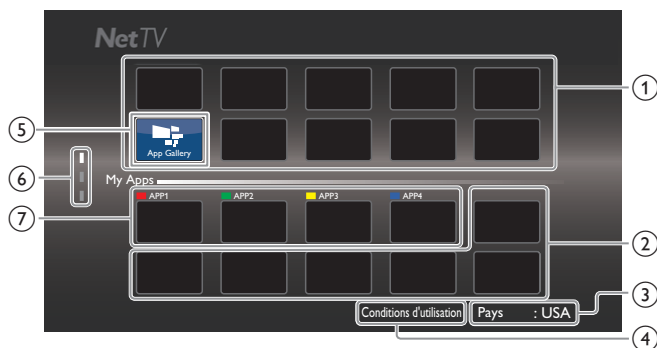 NetTV
1
5
App Gallery
6
My Apps
7
APP1 APP2 APP3 APP4
2
3
Conditions d'utilisation
Pays : USA
4